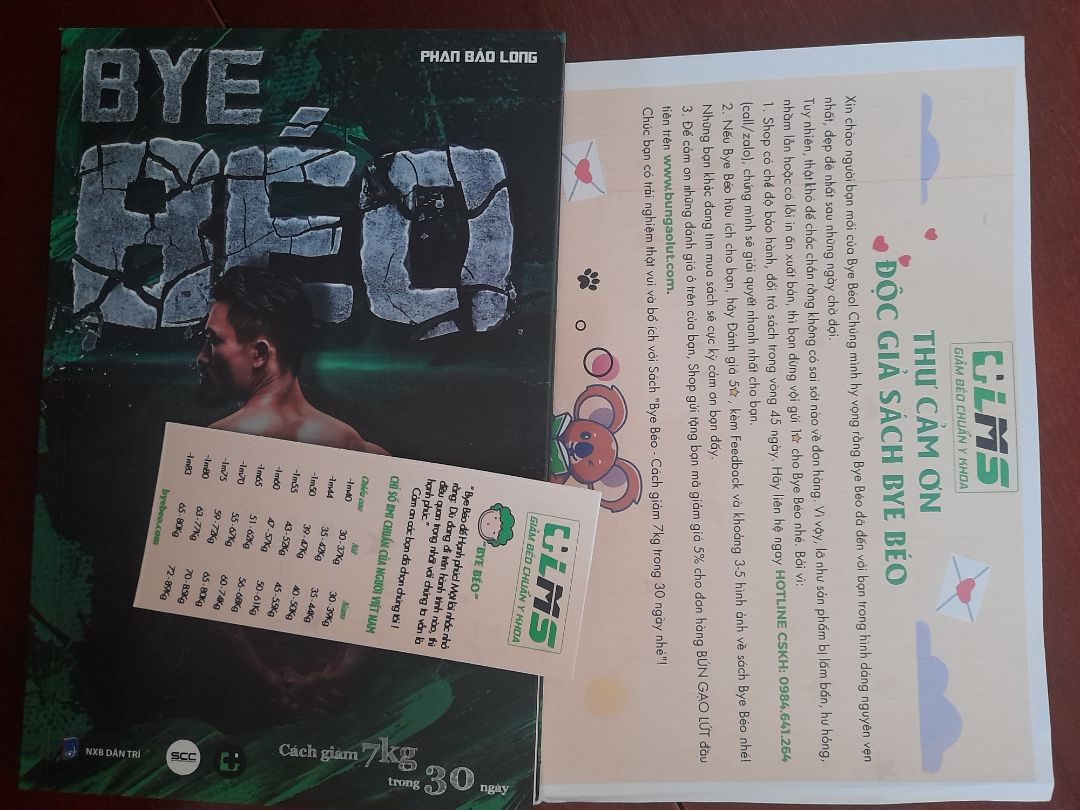 BYE
BÉO!
PHAN BẢO LONG
NXB DÂN TRÍ
SCC
Cách giảm 7kg
trong 30 ngày
GLMS
GIẢM BÉO CHUẨN Y KHOA
"BYE BÉO"
"Bye Béo để Hạnh phúc! Một lời nhắc nhở
rằng: Dù đang đi trên hành trình nào, thì
điều quan trọng nhất với chúng ta vẫn là
hạnh phúc."
Cảm ơn các bạn đã chọn chúng tôi !
CHỈ SỐ BMI CHUẨN CỦA NGƯỜI VIỆT NAM
Chiều cao Nữ Nam
-1m40 30-37Kg 30-39Kg
-1m44 35-42Kg 35-44Kg
-1m50 39-47Kg 40-50Kg
-1m55 42-52Kg 45-55Kg
-1m60 47-57Kg 50-61Kg
-1m65 51-62Kg 56-68Kg
-1m70 55-67Kg 60-74Kg
-1m75 59-72Kg 65-80Kg
-1m80 63-77Kg 70-85Kg
-1m83 65-80Kg 72-89Kg
byebeo.com
GLMS
GIẢM BÉO CHUẨN Y KHOA
THƯ CẢM ƠN
ĐỘC GIẢ SÁCH BYE BÉO
Xin chào người bạn mới của Bye Béo! Chúng mình hy vọng rằng Bye Béo đã đến với bạn trong hình dáng nguyên vẹn
nhất, đẹp đẽ nhất sau những ngày chờ đợi.
Tuy nhiên, thật khó để chắc chắn rằng không có sai sót nào về đơn hàng. Vì vậy, lỡ như sản phẩm bị lấm bẩn, hư hỏng,
nhầm lẫn hoặc có lỗi in ấn xuất bản, thì bạn đừng vội gửi 1⭐ cho Bye Béo nhé. Bởi vì:
1. Shop có chế độ bảo hành, đổi trả sách trong vòng 45 ngày. Hãy liên hệ ngay HOTLINE CSKH: 0984.641.264
(call/zalo), chúng mình sẽ giải quyết nhanh nhất cho bạn.
2. Nếu Bye Béo hữu ích cho bạn, hãy Đánh giá 5⭐, kèm Feedback và khoảng 3-5 hình ảnh về sách Bye Béo nhé!
Những bạn khác đang tìm mua sách sẽ cực kỳ cảm ơn bạn đấy.
3. Để cảm ơn những đánh giá ở trên của bạn, Shop gửi tặng bạn mã giảm giá 5% cho đơn hàng BÚN GẠO LỨT đầu
tiên trên www.bungaolut.com.
Chúc bạn có trải nghiệm thật vui và bổ ích với Sách "Bye Béo - Cách giảm 7kg trong 30 ngày nhé"!